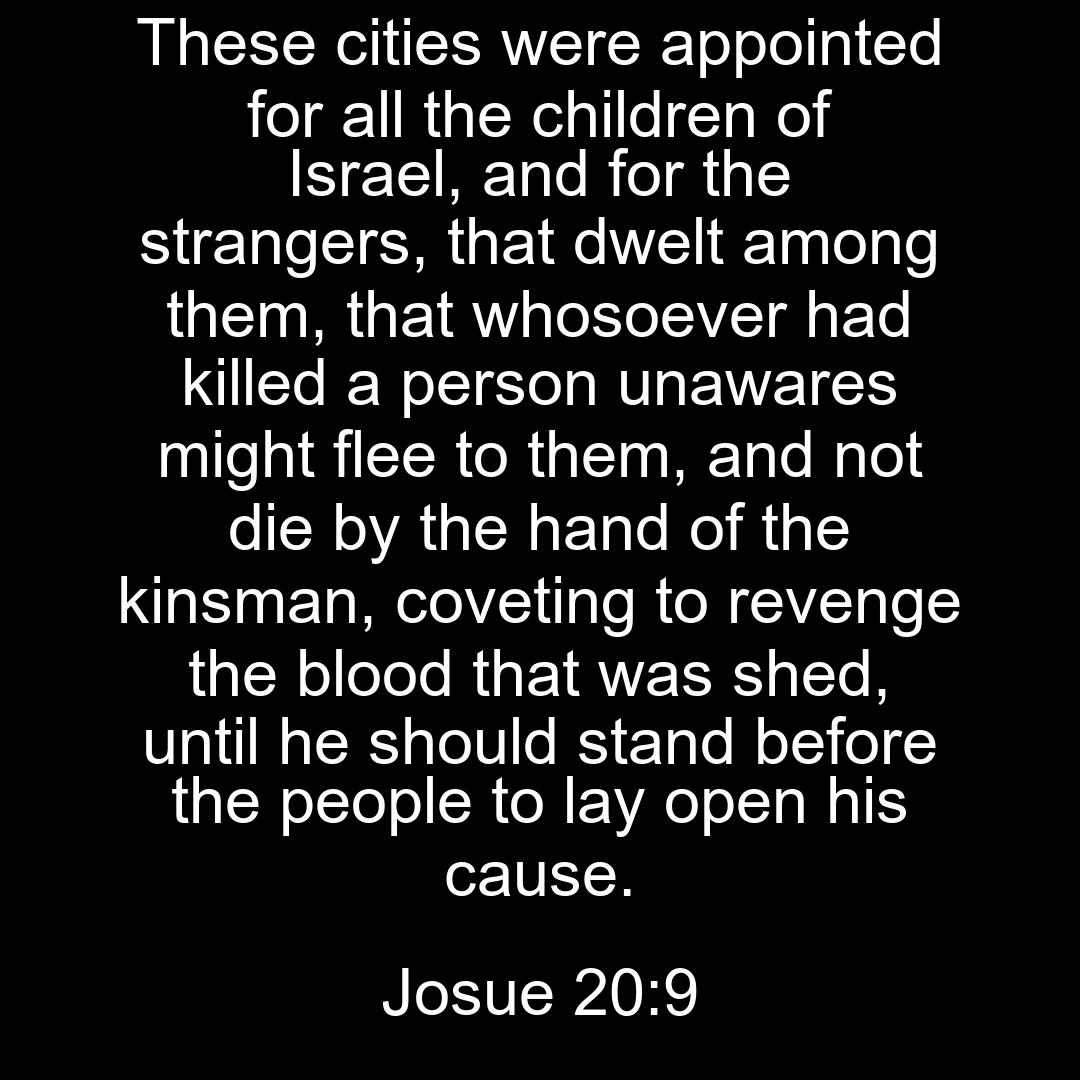 These cities were appointed
for all the children of
Israel, and for the
strangers, that dwelt among
them, that whosoever had
killed a person unawares
might flee to them, and not
die by the hand of the
kinsman, coveting to revenge
the blood that was shed,
until he should stand before
the people to lay open his
cause.
Josue 20:9